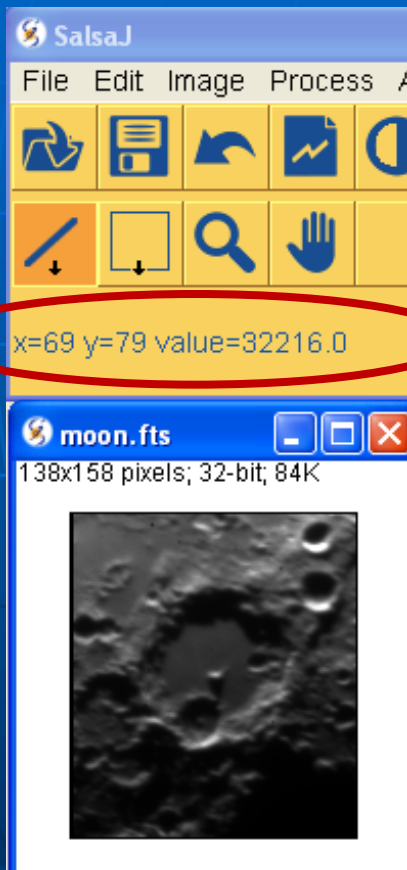 SalsaJ
File Edit Image Process A
x=69 y=79 value=32216.0
moon.fts
138x158 pixels; 32-bit; 84K